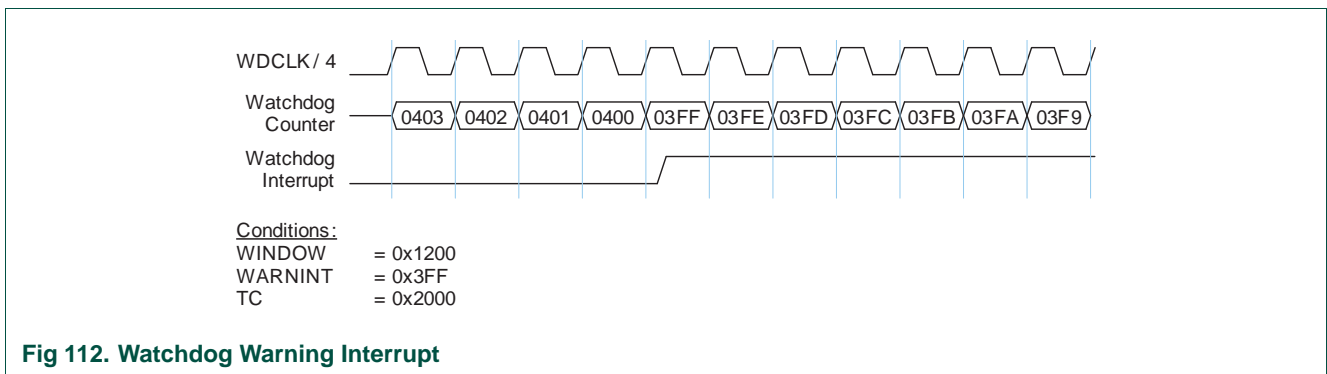 WDCLK / 4
Watchdog
Counter
0403 0402 0401 0400 03FF 03FE 03FD 03FC 03FB 03FA 03F9
Watchdog
Interrupt
Conditions:
WINDOW = 0x1200
WARNINT = 0x3FF
TC = 0x2000
Fig 112. Watchdog Warning Interrupt